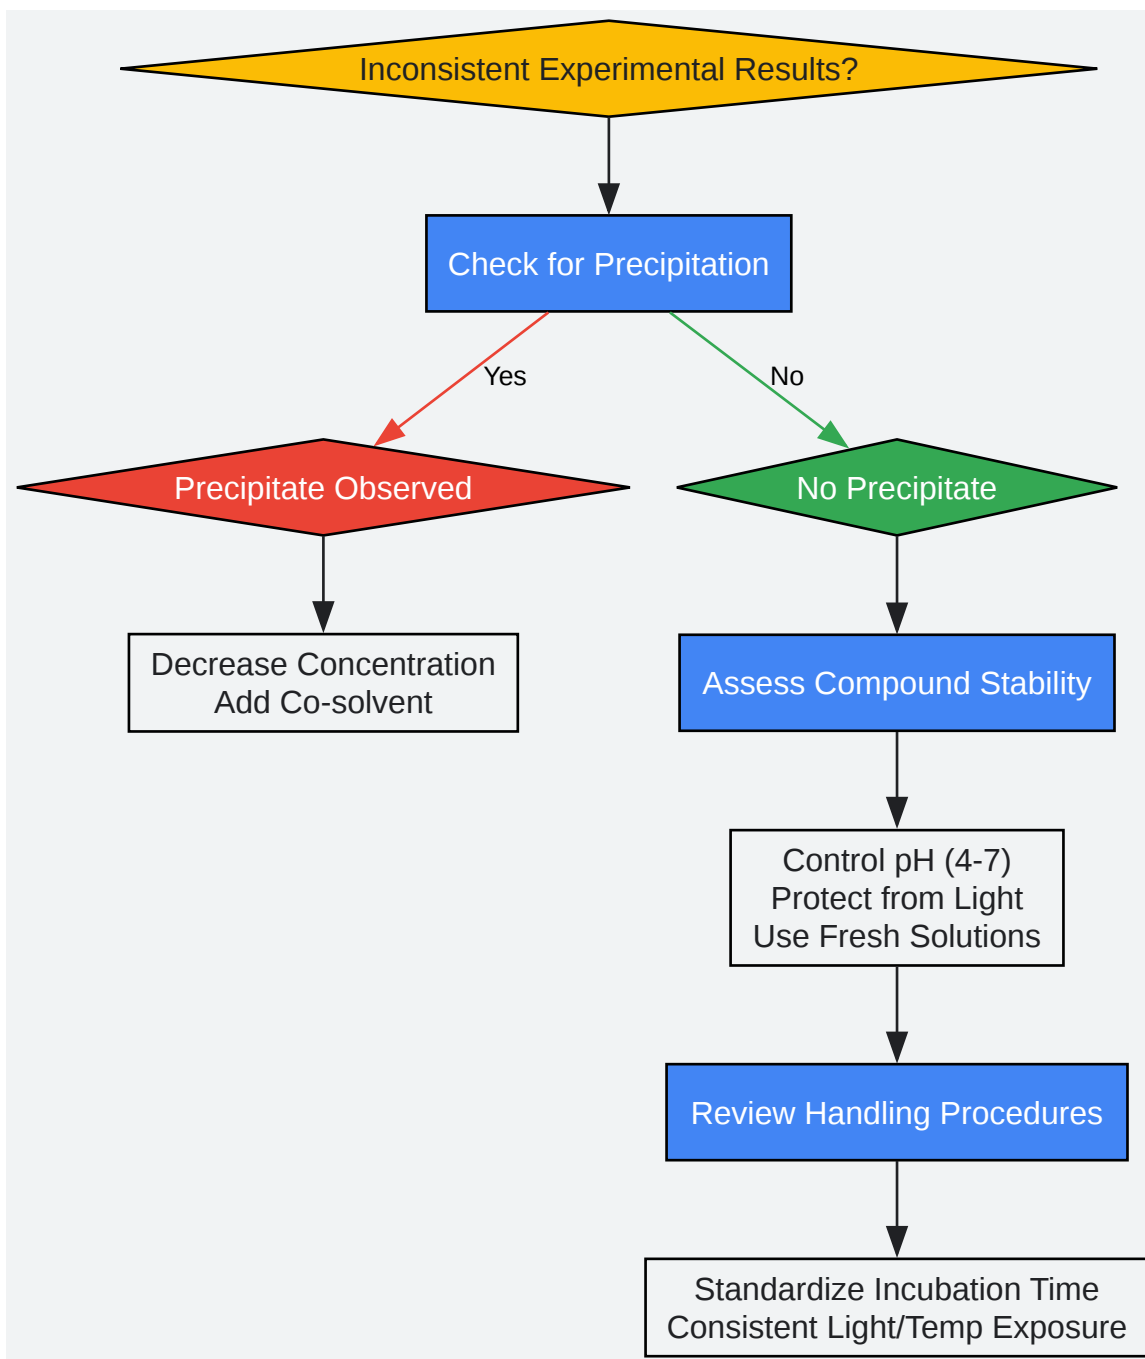 Inconsistent Experimental Results?
Check for Precipitation
Yes
No
Precipitate Observed
No Precipitate
Decrease Concentration
Add Co-solvent
Assess Compound Stability
Control pH (4-7)
Protect from Light
Use Fresh Solutions
Review Handling Procedures
Standardize Incubation Time
Consistent Light/Temp Exposure